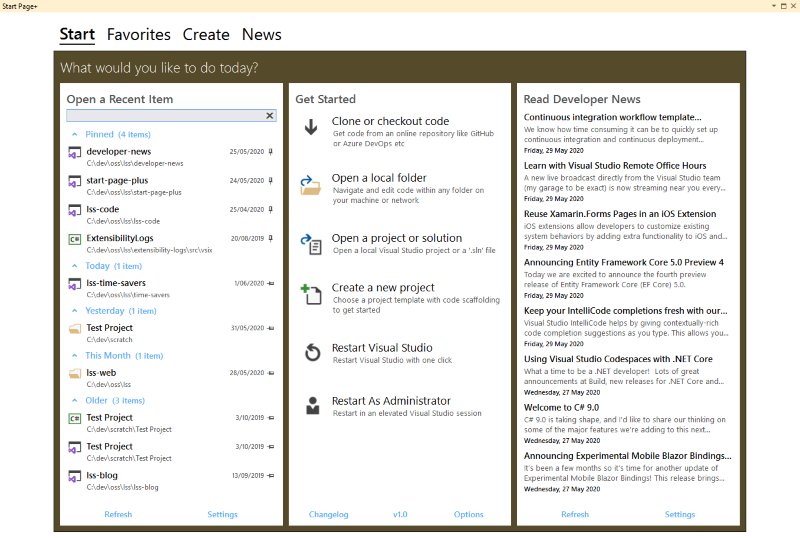 Start Page+
Start Favorites Create News
What would you like to do today?
Open a Recent Item
Pinned (4 items)
developer-news 25/05/2020
C:\dev\oss\lss\developer-news
start-page-plus 24/05/2020
C:\dev\oss\lss\start-page-plus
lss-code 25/04/2020
C:\dev\oss\lss\lss-code
ExtensibilityLogs 20/08/2019
C:\dev\oss\lss\extensibility-logs\src\vsix
Today (1 item)
lss-time-savers 1/06/2020
C:\dev\oss\lss\time-savers
Yesterday (1 item)
Test Project 31/05/2020
C:\dev\scratch
This Month (1 item)
lss-web 28/05/2020
C:\dev\oss\lss
Older (3 items)
Test Project 3/10/2019
C:\dev\scratch\Test Project
Test Project 3/10/2019
C:\dev\scratch\Test Project
lss-blog 13/09/2019
C:\dev\oss\lss\lss-blog
Refresh Settings
Get Started
Clone or checkout code
Get code from an online repository like GitHub
or Azure DevOps etc
Open a local folder
Navigate and edit code within any folder on
your machine or network
Open a project or solution
Open a local Visual Studio project or a '.sln' file
Create a new project
Choose a project template with code scaffolding
to get started
Restart Visual Studio
Restart Visual Studio with one click
Restart As Administrator
Restart in an elevated Visual Studio session
Changelog v1.0 Options
Read Developer News
Continuous integration workflow template...
We know how time consuming it can be to quickly set up
continuous integration and continuous deployment...
Friday, 29 May 2020
Learn with Visual Studio Remote Office Hours
A new live broadcast directly from the Visual Studio team
(my garage to be exact) is now streaming near you every...
Friday, 29 May 2020
Reuse Xamarin.Forms Pages in an iOS Extension
iOS extensions allow developers to customize existing
system behaviors by adding extra functionality to iOS and...
Friday, 29 May 2020
Announcing Entity Framework Core 5.0 Preview 4
Today we are excited to announce the fourth preview
release of Entity Framework Core (EF Core) 5.0.
Friday, 29 May 2020
Keep your IntelliCode completions fresh with our...
Visual Studio IntelliCode helps by giving contextually-rich
code completion suggestions as you type. This allows you...
Friday, 29 May 2020
Using Visual Studio Codespaces with .NET Core
What a time to be a .NET developer! Lots of great
announcements at Build, new releases for .NET Core and...
Wednesday, 27 May 2020
Welcome to C# 9.0
C# 9.0 is taking shape, and I'd like to share our thinking on
some of the major features we're adding to this next...
Wednesday, 27 May 2020
Announcing Experimental Mobile Blazor Bindings...
It's been a few months so it's time for another update of
Experimental Mobile Blazor Bindings! This release brings...
Wednesday, 27 May 2020
Refresh Settings